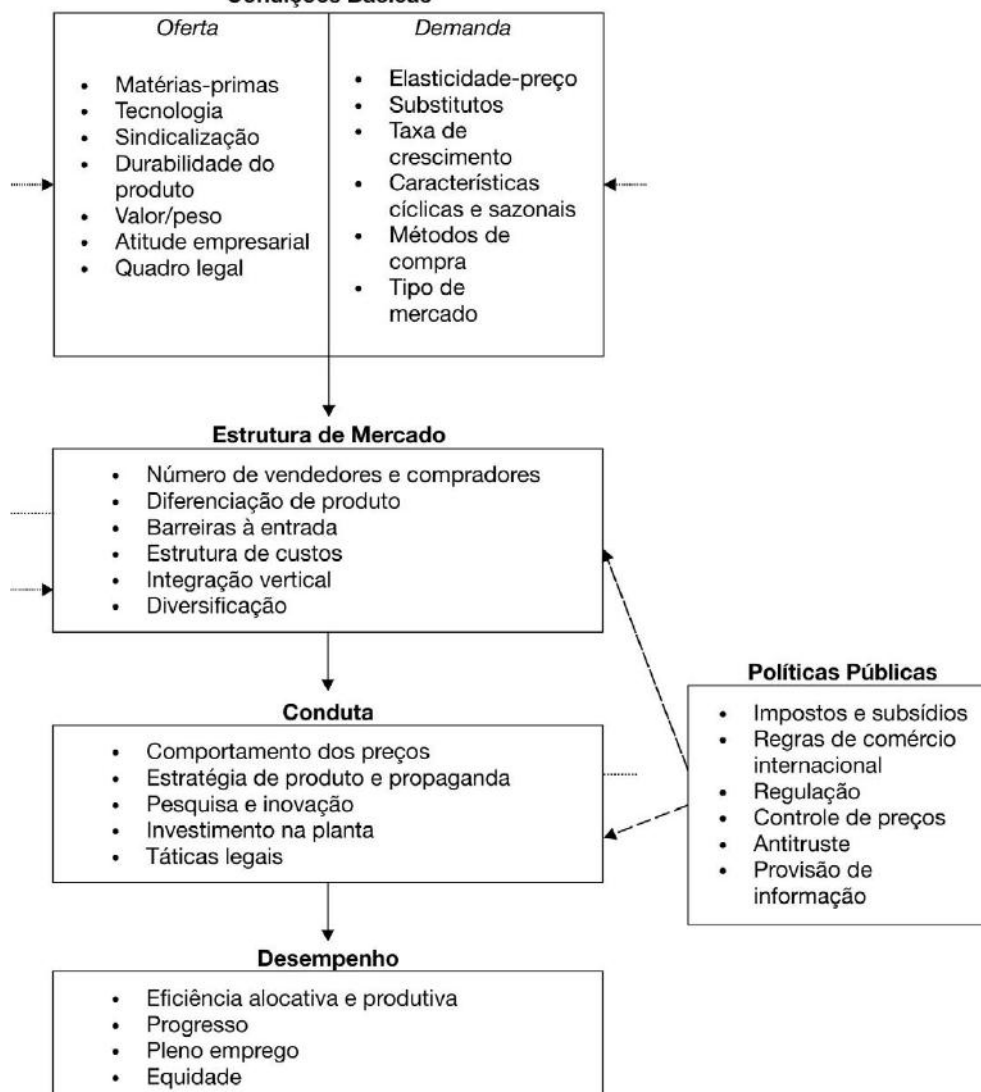 Condições Básicas
Oferta
Matérias-primas
Tecnologia
Sindicalização
Durabilidade do
produto
Valor/peso
Atitude empresarial
Quadro legal
Demanda
Elasticidade-preço
Substitutos
Taxa de
crescimento
Características
cíclicas e sazonais
Métodos de
compra
Tipo de
mercado
Estrutura de Mercado
Número de vendedores e compradores
Diferenciação de produto
Barreiras à entrada
Estrutura de custos
Integração vertical
Diversificação
Conduta
Comportamento dos preços
Estratégia de produto e propaganda
Pesquisa e inovação
Investimento na planta
Táticas legais
Políticas Públicas
Impostos e subsídios
Regras de comércio
internacional
Regulação
Controle de preços
Antitruste
Provisão de
informação
Desempenho
Eficiência alocativa e produtiva
Progresso
Pleno emprego
Equidade